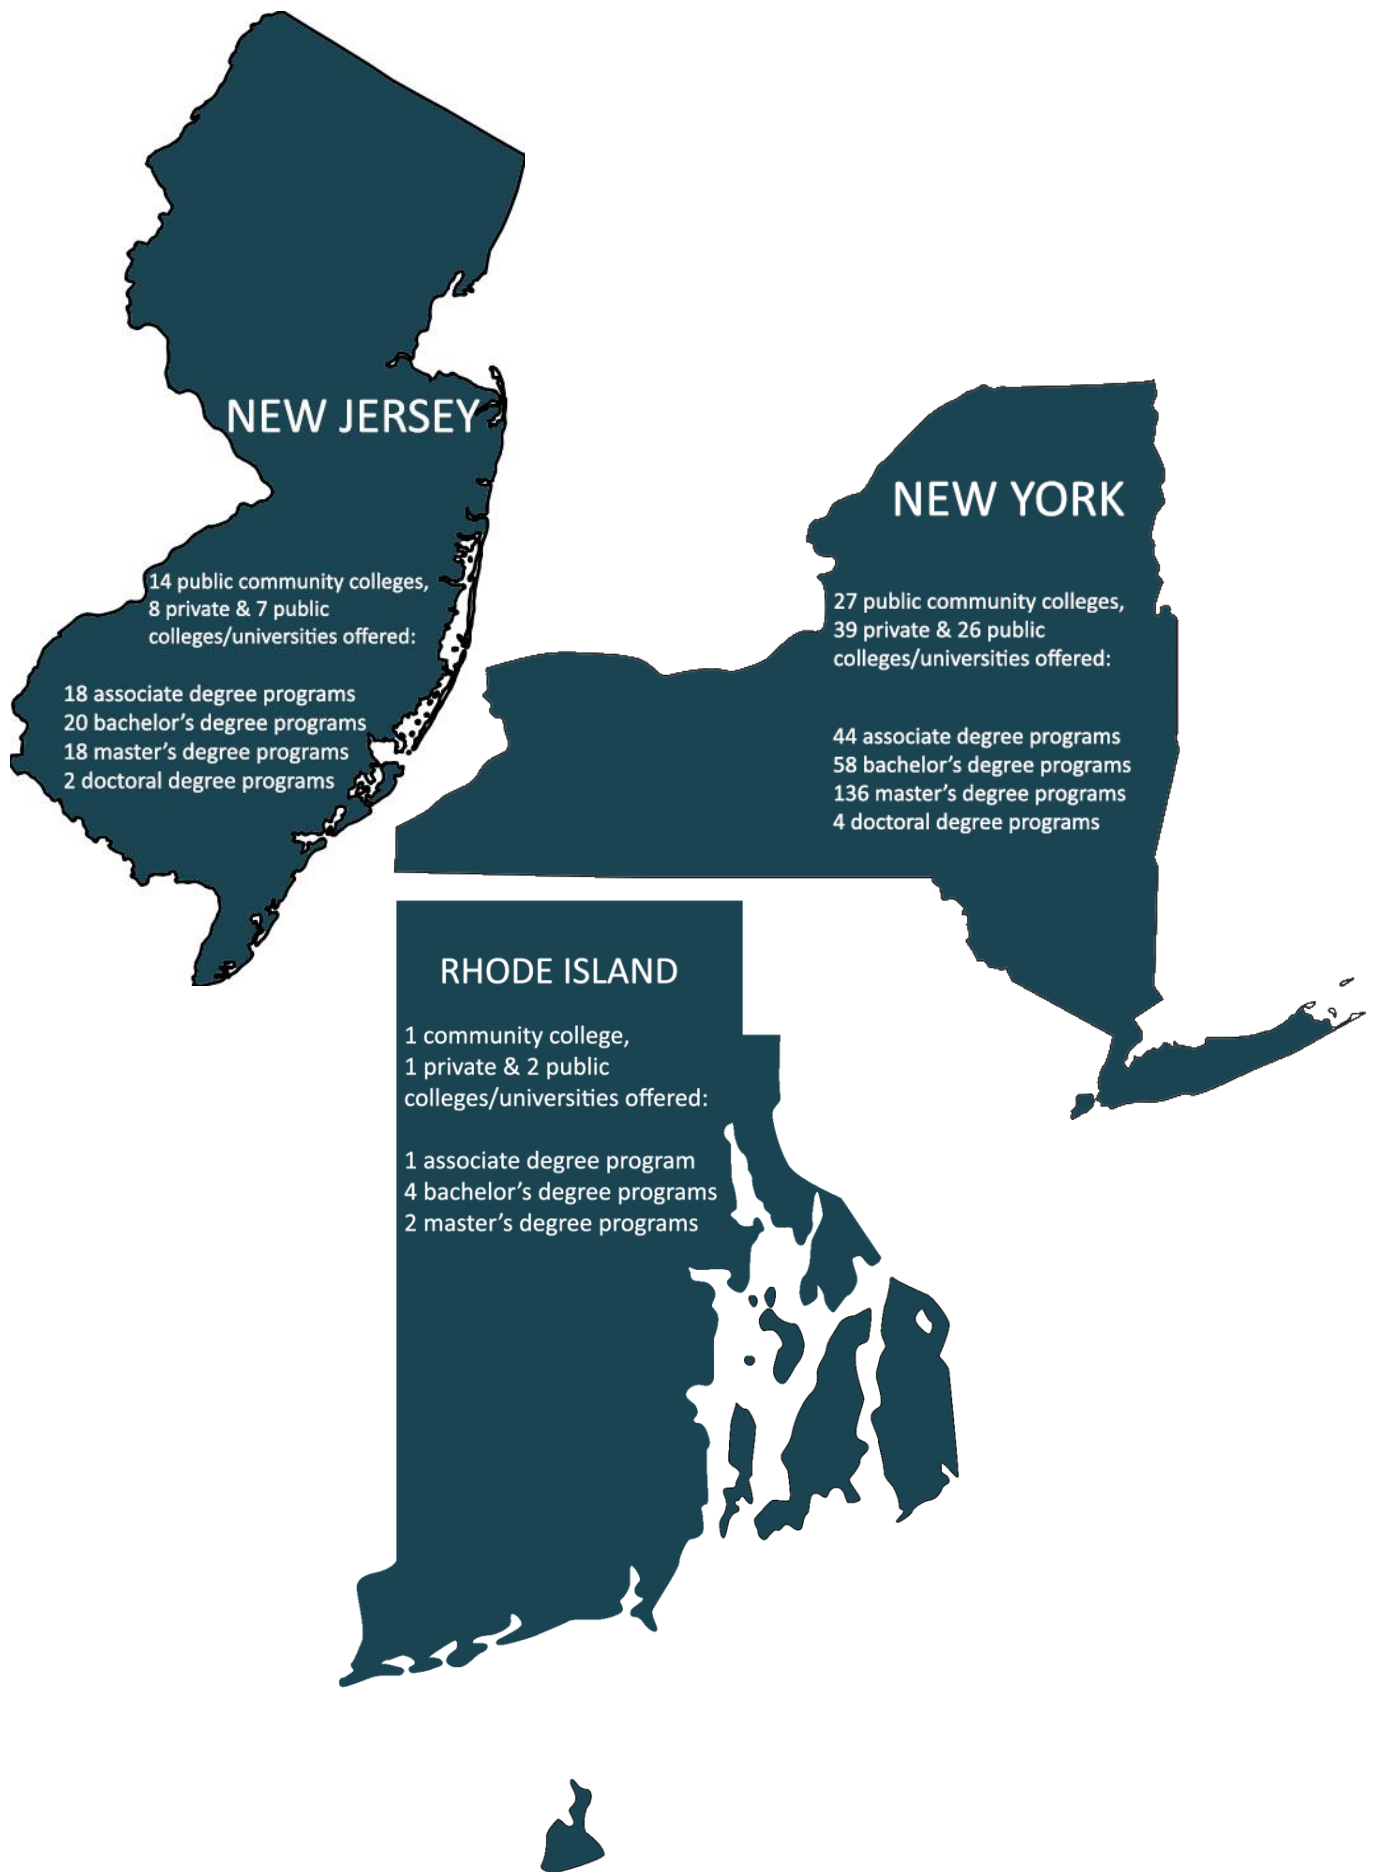 NEW JERSEY
14 public community colleges,
8 private & 7 public
colleges/universities offered:
18 associate degree programs
20 bachelor’s degree programs
18 master’s degree programs
2 doctoral degree programs
NEW YORK
27 public community colleges,
39 private & 26 public
colleges/universities offered:
44 associate degree programs
58 bachelor’s degree programs
136 master’s degree programs
4 doctoral degree programs
RHODE ISLAND
1 community college,
1 private & 2 public
colleges/universities offered:
1 associate degree program
4 bachelor’s degree programs
2 master’s degree programs